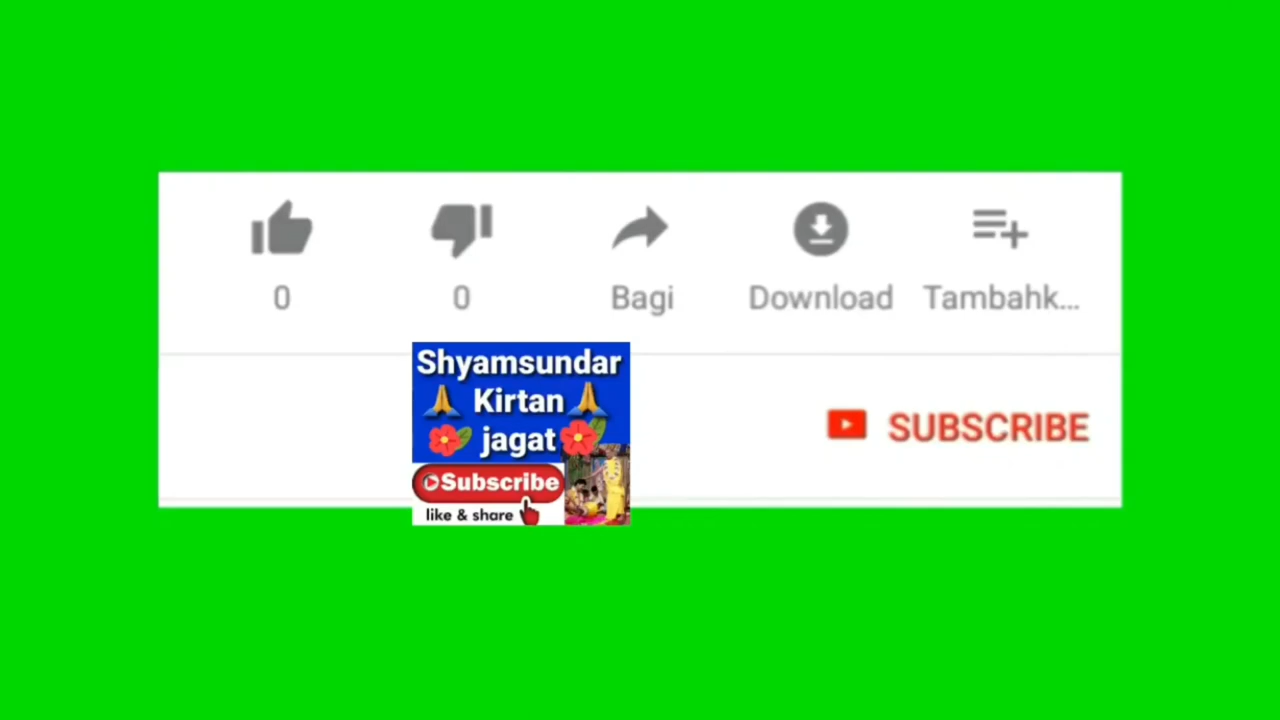 0 0 Bagi Download Tambahk...
Shyamsundar
🙏 Kirtan 🙏
🌺 jagat 🌺
SUBSCRIBE
Subscribe
like & share